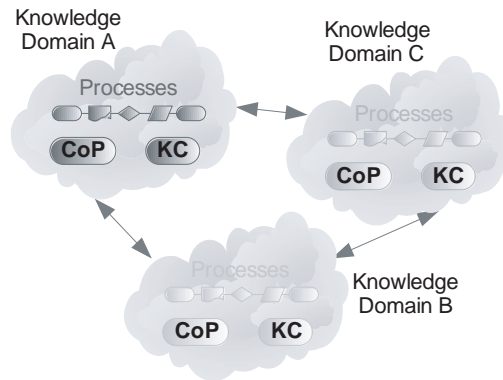 Knowledge
Domain A
Processes
CoP KC
Knowledge
Domain C
Processes
CoP KC
Processes
CoP KC
Knowledge
Domain B